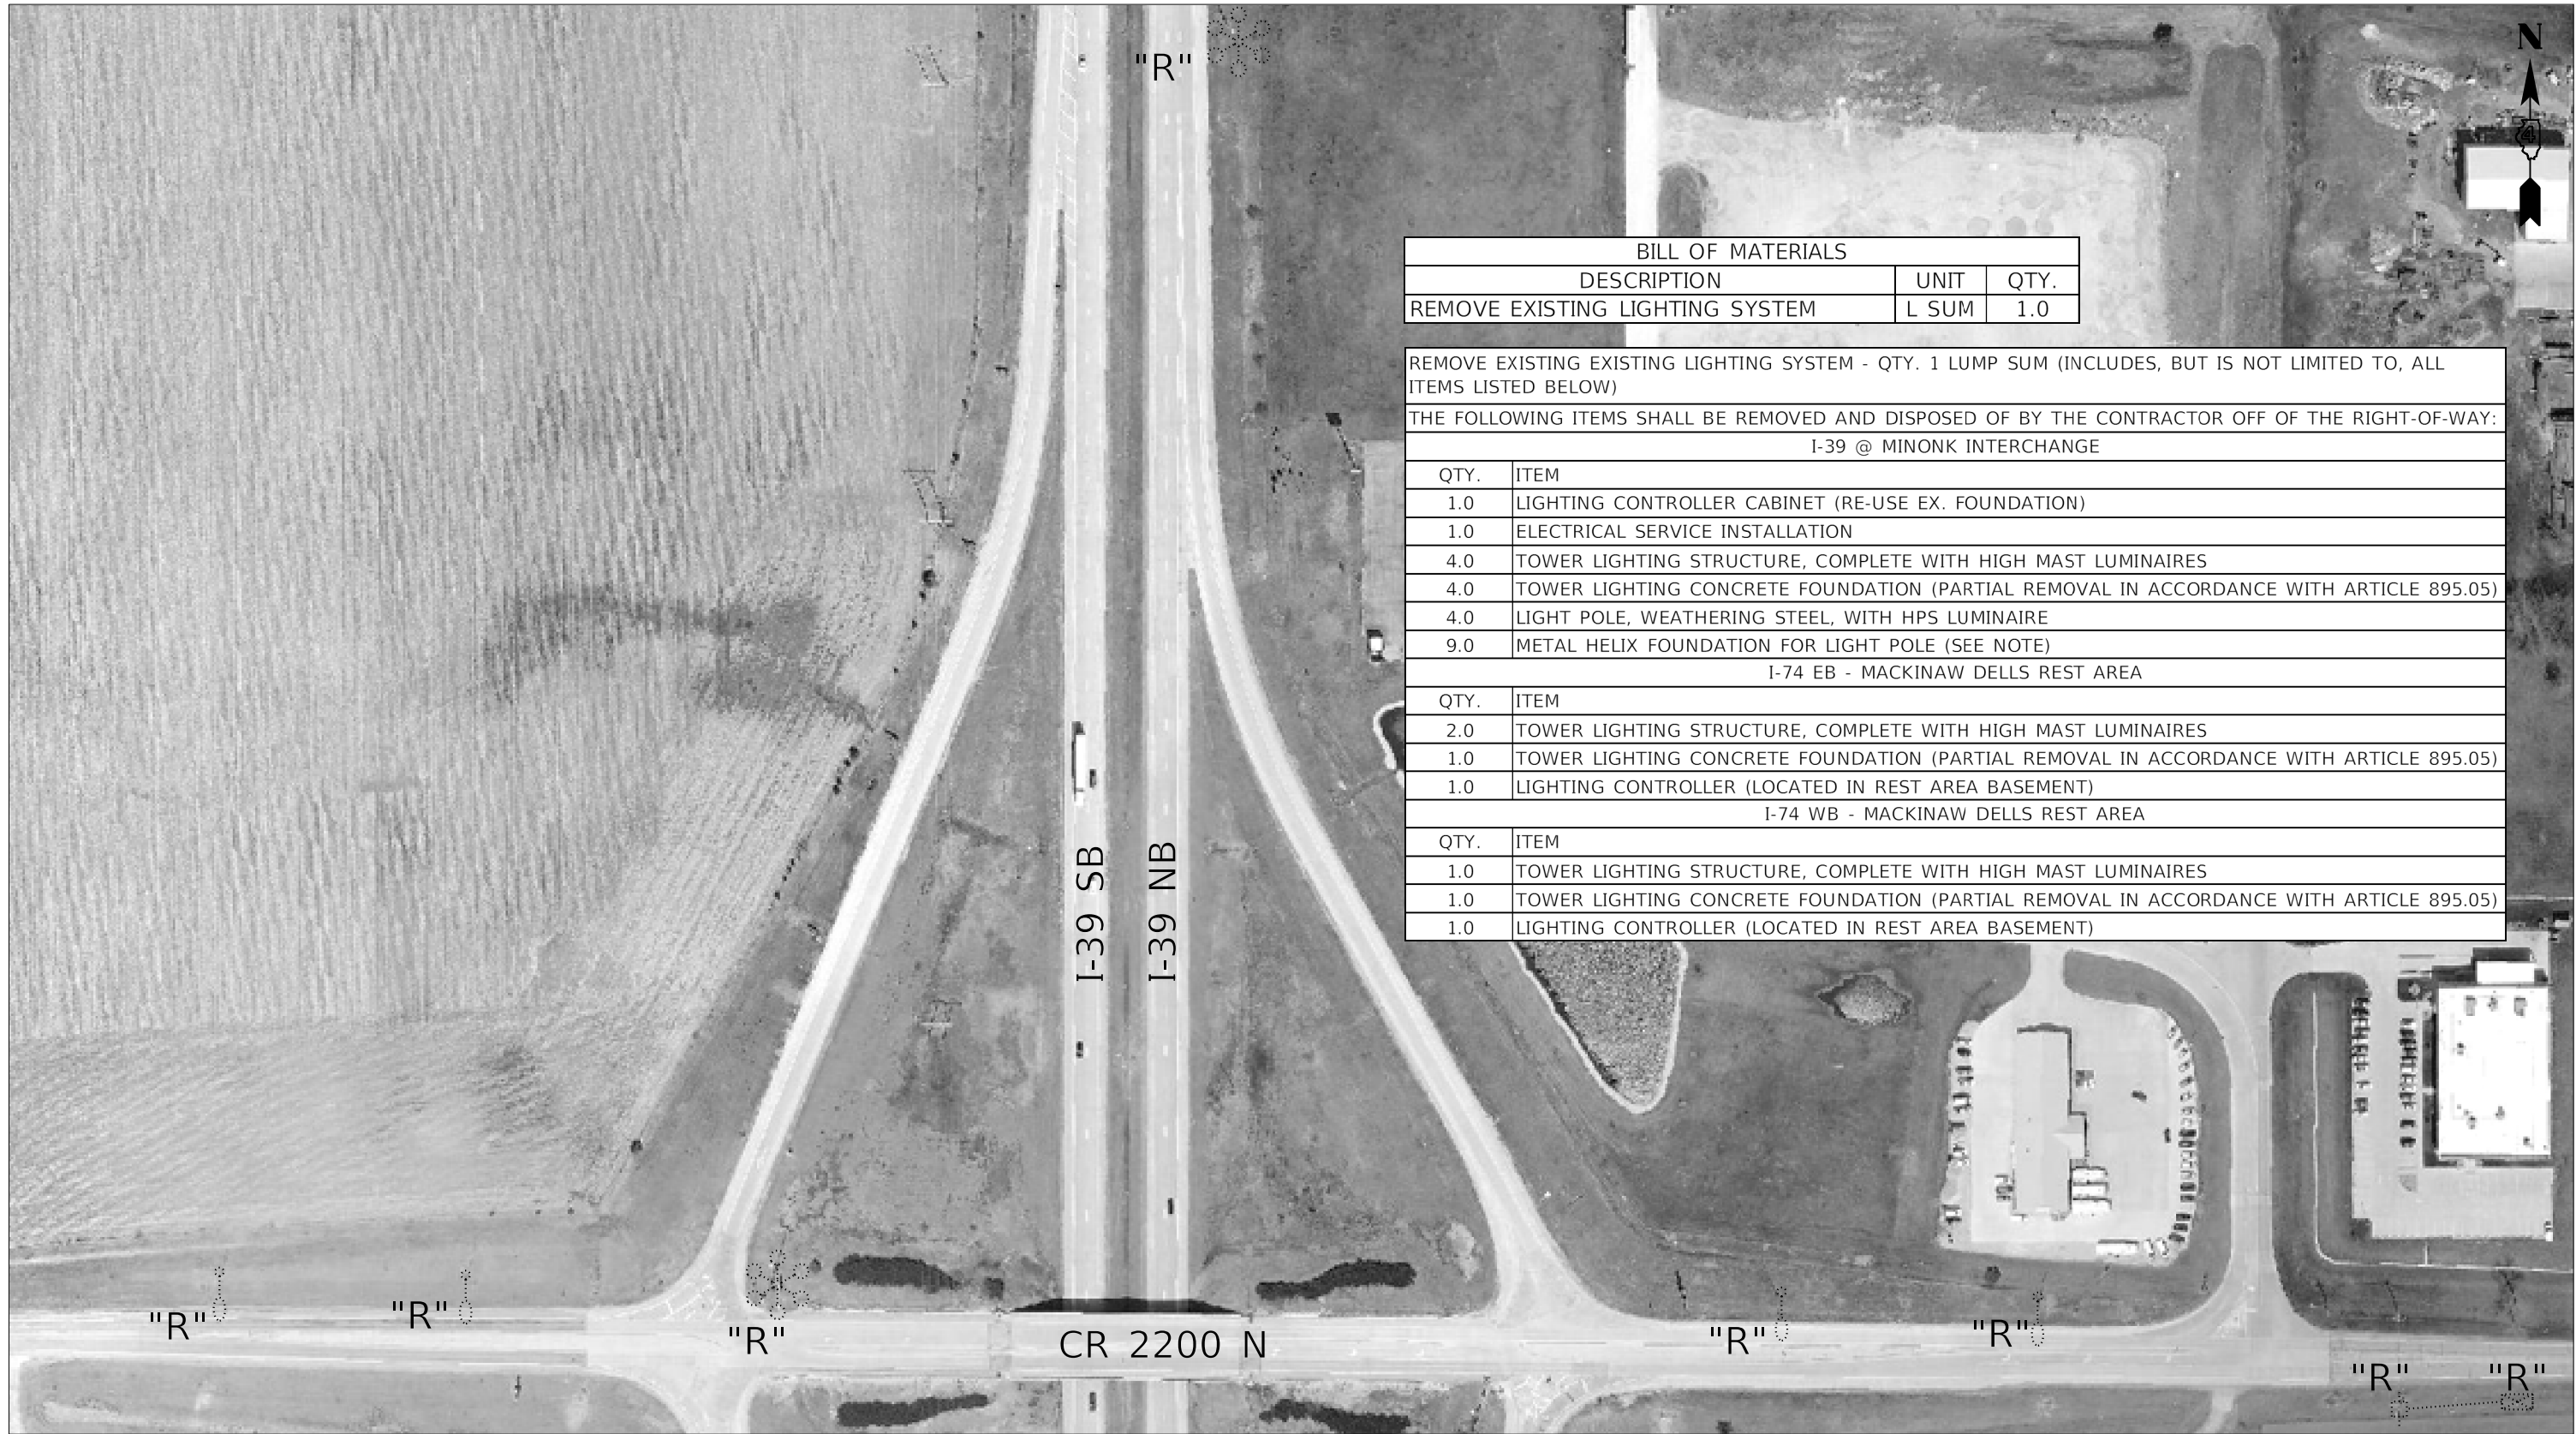 "R"
N
4
BILL OF MATERIALS
DESCRIPTION UNIT QTY.
REMOVE EXISTING LIGHTING SYSTEM L SUM 1.0
REMOVE EXISTING EXISTING LIGHTING SYSTEM - QTY. 1 LUMP SUM (INCLUDES, BUT IS NOT LIMITED TO, ALL
ITEMS LISTED BELOW)
THE FOLLOWING ITEMS SHALL BE REMOVED AND DISPOSED OF BY THE CONTRACTOR OFF OF THE RIGHT-OF-WAY:
I-39 @ MINONK INTERCHANGE
QTY. ITEM
1.0 LIGHTING CONTROLLER CABINET (RE-USE EX. FOUNDATION)
1.0 ELECTRICAL SERVICE INSTALLATION
4.0 TOWER LIGHTING STRUCTURE, COMPLETE WITH HIGH MAST LUMINAIRES
4.0 TOWER LIGHTING CONCRETE FOUNDATION (PARTIAL REMOVAL IN ACCORDANCE WITH ARTICLE 895.05)
4.0 LIGHT POLE, WEATHERING STEEL, WITH HPS LUMINAIRE
9.0 METAL HELIX FOUNDATION FOR LIGHT POLE (SEE NOTE)
I-74 EB - MACKINAW DELLS REST AREA
QTY. ITEM
2.0 TOWER LIGHTING STRUCTURE, COMPLETE WITH HIGH MAST LUMINAIRES
1.0 TOWER LIGHTING CONCRETE FOUNDATION (PARTIAL REMOVAL IN ACCORDANCE WITH ARTICLE 895.05)
1.0 LIGHTING CONTROLLER (LOCATED IN REST AREA BASEMENT)
I-74 WB - MACKINAW DELLS REST AREA
QTY. ITEM
1.0 TOWER LIGHTING STRUCTURE, COMPLETE WITH HIGH MAST LUMINAIRES
1.0 TOWER LIGHTING CONCRETE FOUNDATION (PARTIAL REMOVAL IN ACCORDANCE WITH ARTICLE 895.05)
1.0 LIGHTING CONTROLLER (LOCATED IN REST AREA BASEMENT)
I-39 SB
I-39 NB
"R"
"R"
"R"
CR 2200 N
"R"
"R"
"R"
"R"